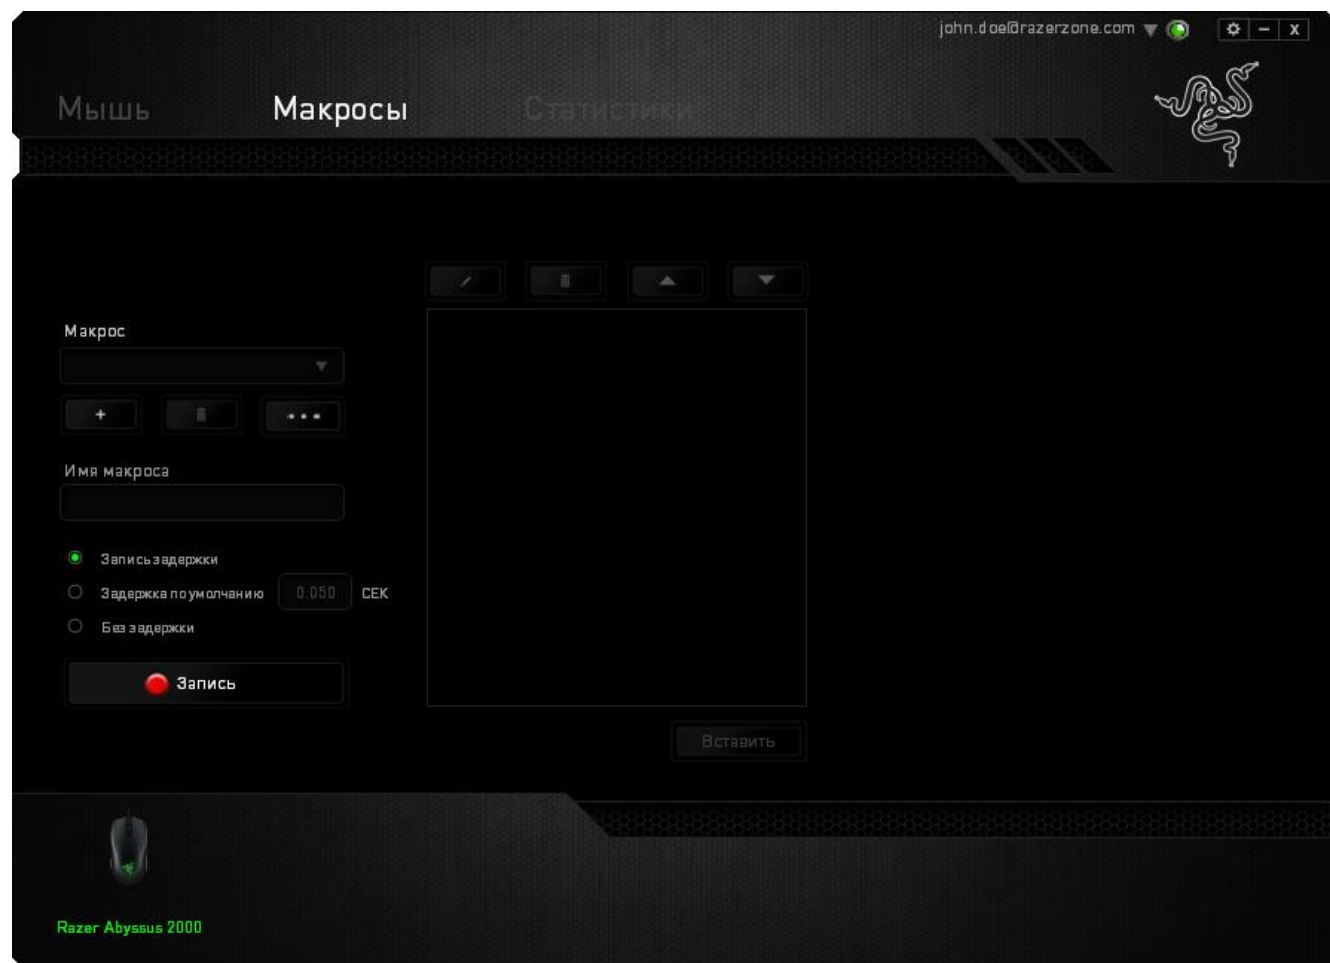 john.doe@razerzone.com
Мышь Макросы Статистики
Макрос
Имя макроса
Запись задержки
Задержка по умолчанию 0.050 СЕК
Без задержки
Запись
Вставить
Razer Abyssus 2000